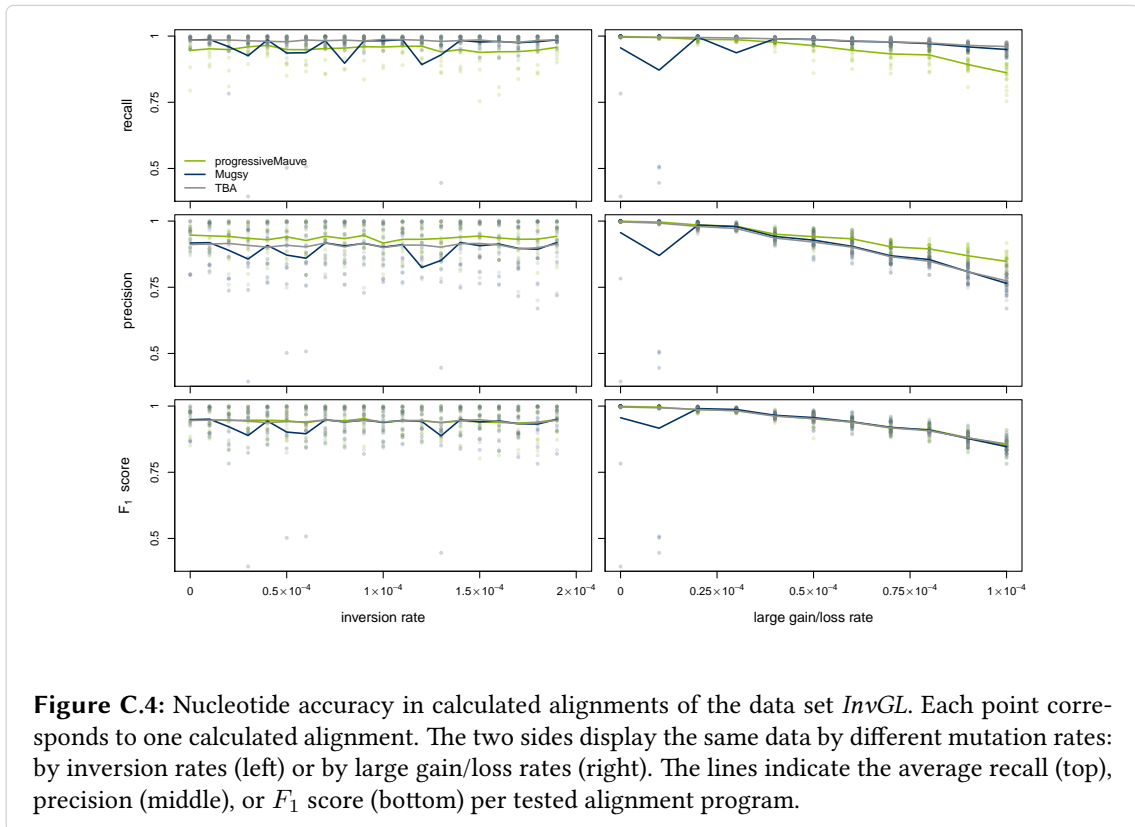 1
0.75
0.5
recall
progressiveMauve
Mugsy
TBA
1
0.75
0.5
precision
1
0.75
0.5
F₁ score
0 0.5×10⁻⁴ 1×10⁻⁴ 1.5×10⁻⁴ 2×10⁻⁴
inversion rate
0 0.25×10⁻⁴ 0.5×10⁻⁴ 0.75×10⁻⁴ 1×10⁻⁴
large gain/loss rate
Figure C.4: Nucleotide accuracy in calculated alignments of the data set InvGL. Each point corre-
sponds to one calculated alignment. The two sides display the same data by different mutation rates:
by inversion rates (left) or by large gain/loss rates (right). The lines indicate the average recall (top),
precision (middle), or F₁ score (bottom) per tested alignment program.